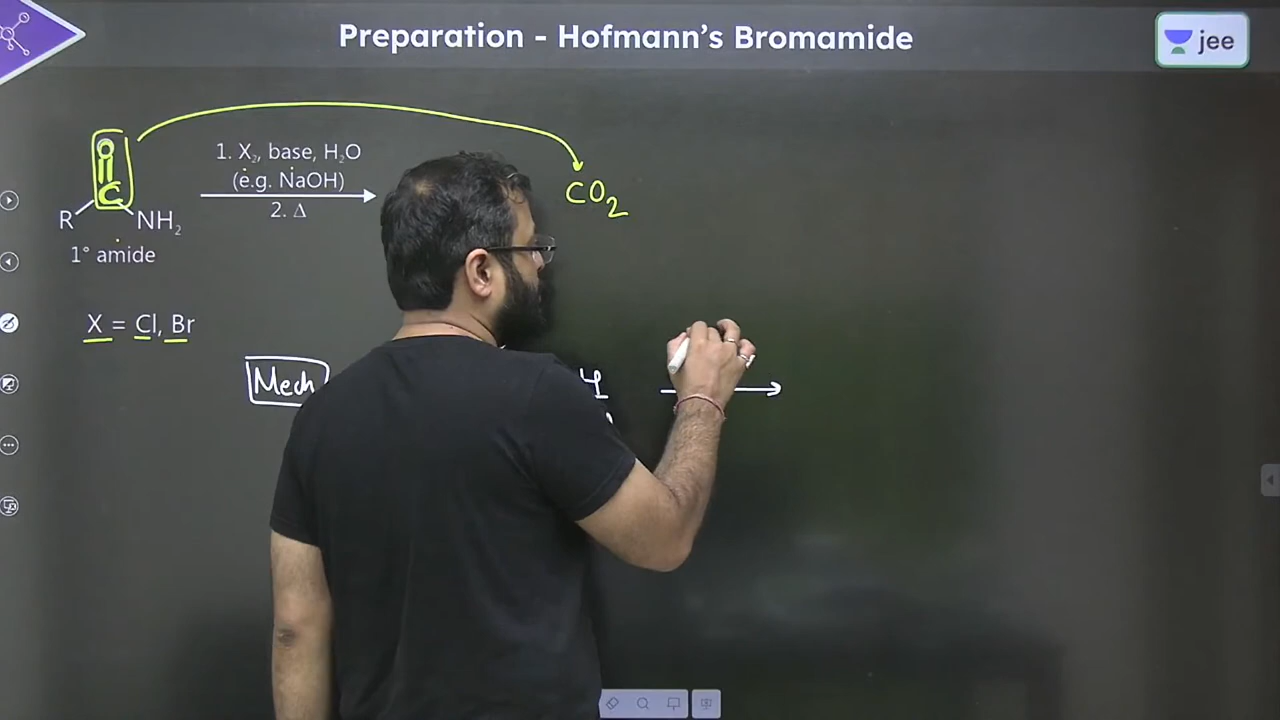 Preparation - Hofmann's Bromamide
jee
O
C
R NH₂
1° amide
1. X₂, base, H₂O
(e.g. NaOH)
2. Δ
CO₂
X = Cl, Br
Mech